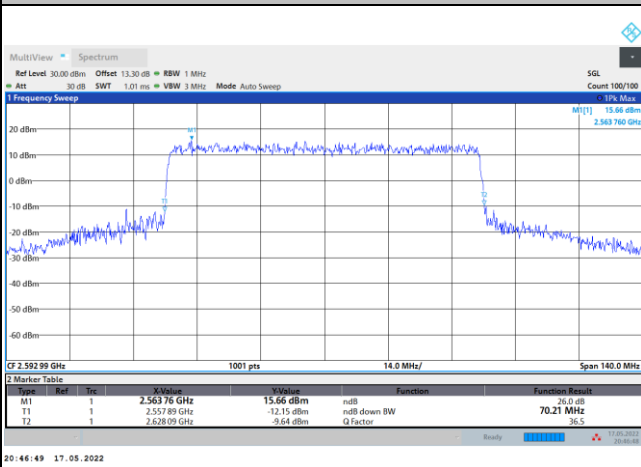 MultiView Spectrum
Ref Level 30.00 dBm Offset 13.30 dB RBW 1 MHz SGL
Att 30 dB SWT 1.01 ms VBW 3 MHz Mode Auto Sweep Count 100/100
1 Frequency Sweep 1Pk Max
M1[1] 15.66 dBm
2.563 760 GHz
M1
20 dBm
10 dBm
0 dBm
-10 dBm
-20 dBm
-30 dBm
-40 dBm
-50 dBm
-60 dBm
CF 2.592 99 GHz 1001 pts 14.0 MHz/ Span 140.0 MHz
2 Marker Table
Type Ref Trc X-Value Y-Value Function Function Result
M1 1 2.563 76 GHz 15.66 dBm ndB 26.0 dB
T1 1 2.557 89 GHz -12.15 dBm ndB down BW 70.21 MHz
T2 1 2.628 09 GHz -9.64 dBm Q Factor 36.5
Ready 17.05.2022
20:46:48
20:46:49 17.05.2022